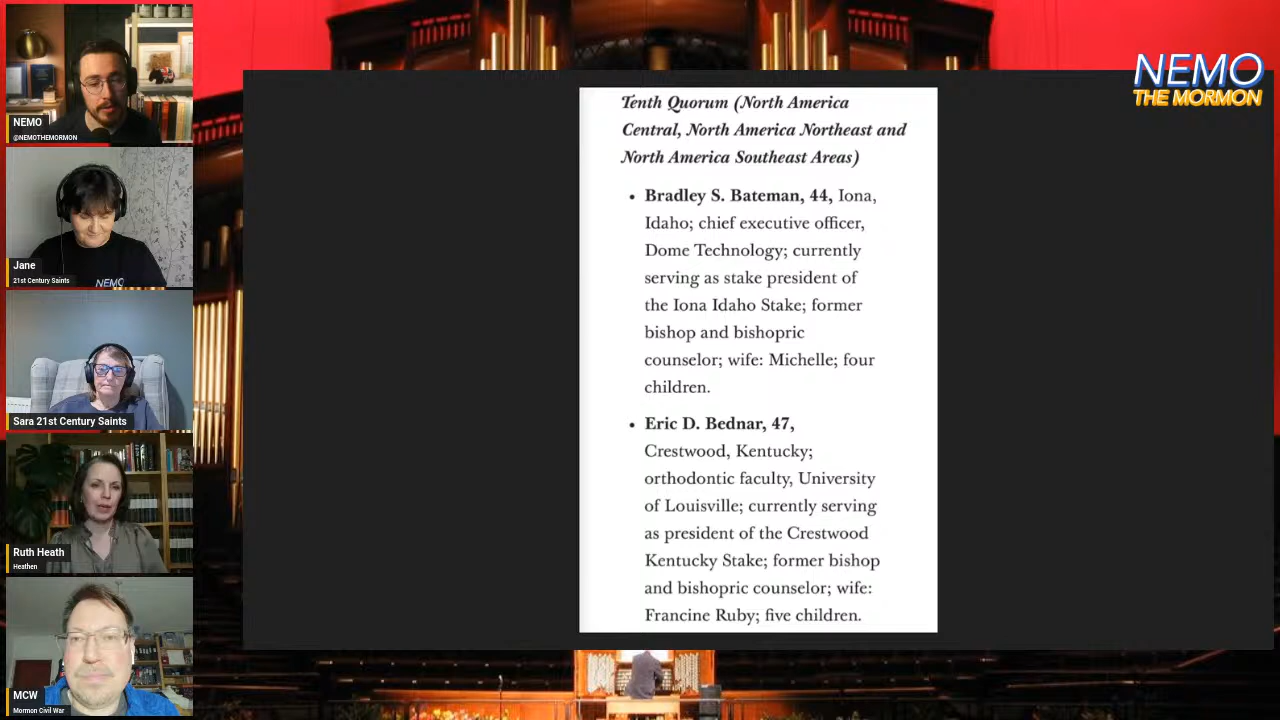 NEMO
@NEMOTHEMORMON
Jane
21st Century Saints
NEMO
Sara 21st Century Saints
Ruth Heath
Heathen
MCW
Mormon Civil War
Tenth Quorum (North America
Central, North America Northeast and
North America Southeast Areas)
• Bradley S. Bateman, 44, Iona,
Idaho; chief executive officer,
Dome Technology; currently
serving as stake president of
the Iona Idaho Stake; former
bishop and bishopric
counselor; wife: Michelle; four
children.
• Eric D. Bednar, 47,
Crestwood, Kentucky;
orthodontic faculty, University
of Louisville; currently serving
as president of the Crestwood
Kentucky Stake; former bishop
and bishopric counselor; wife:
Francine Ruby; five children.
NEMO
THE MORMON